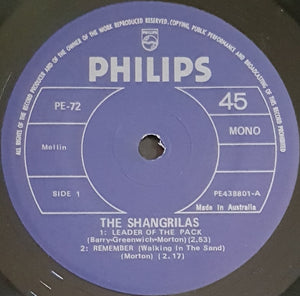 ALL RIGHTS OF THE RECORD PRODUCER AND OF THE OWNER OF THE WORK REPRODUCED RESERVED. COPYING, PUBLIC PERFORMANCE AND BROADCASTING OF THIS RECORD PROHIBITED
PHILIPS
PHILIPS
PE-72
45
Mellin
MONO
SIDE 1
PE438801-A
Made in Australia
THE SHANGRILAS
1: LEADER OF THE PACK
(Barry-Greenwich-Morton)(2.53)
2: REMEMBER (Walking In The Sand)
(Morton) (2.17)